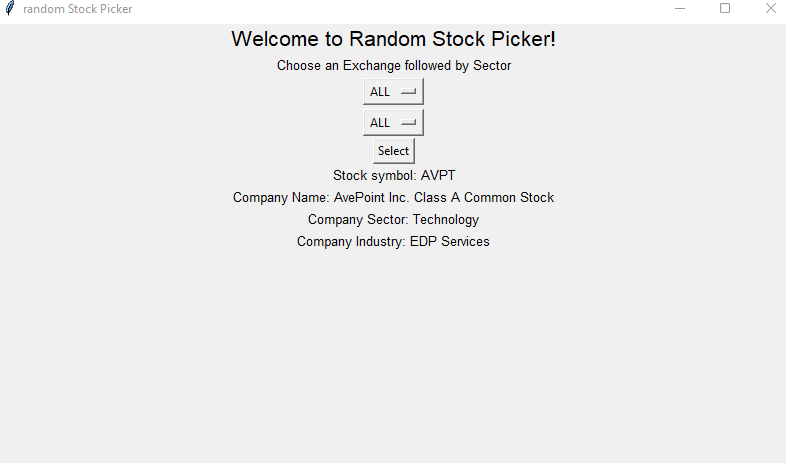 random Stock Picker
Welcome to Random Stock Picker!
Choose an Exchange followed by Sector
ALL
ALL
Select
Stock symbol: AVPT
Company Name: AvePoint Inc. Class A Common Stock
Company Sector: Technology
Company Industry: EDP Services